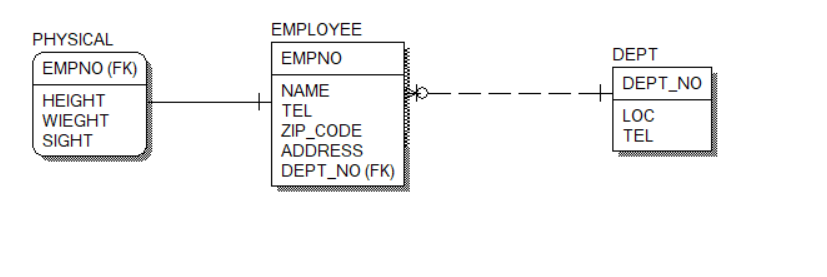 PHYSICAL
EMPNO (FK)
HEIGHT
WIEGHT
SIGHT
EMPLOYEE
EMPNO
NAME
TEL
ZIP_CODE
ADDRESS
DEPT_NO (FK)
DEPT
DEPT_NO
LOC
TEL